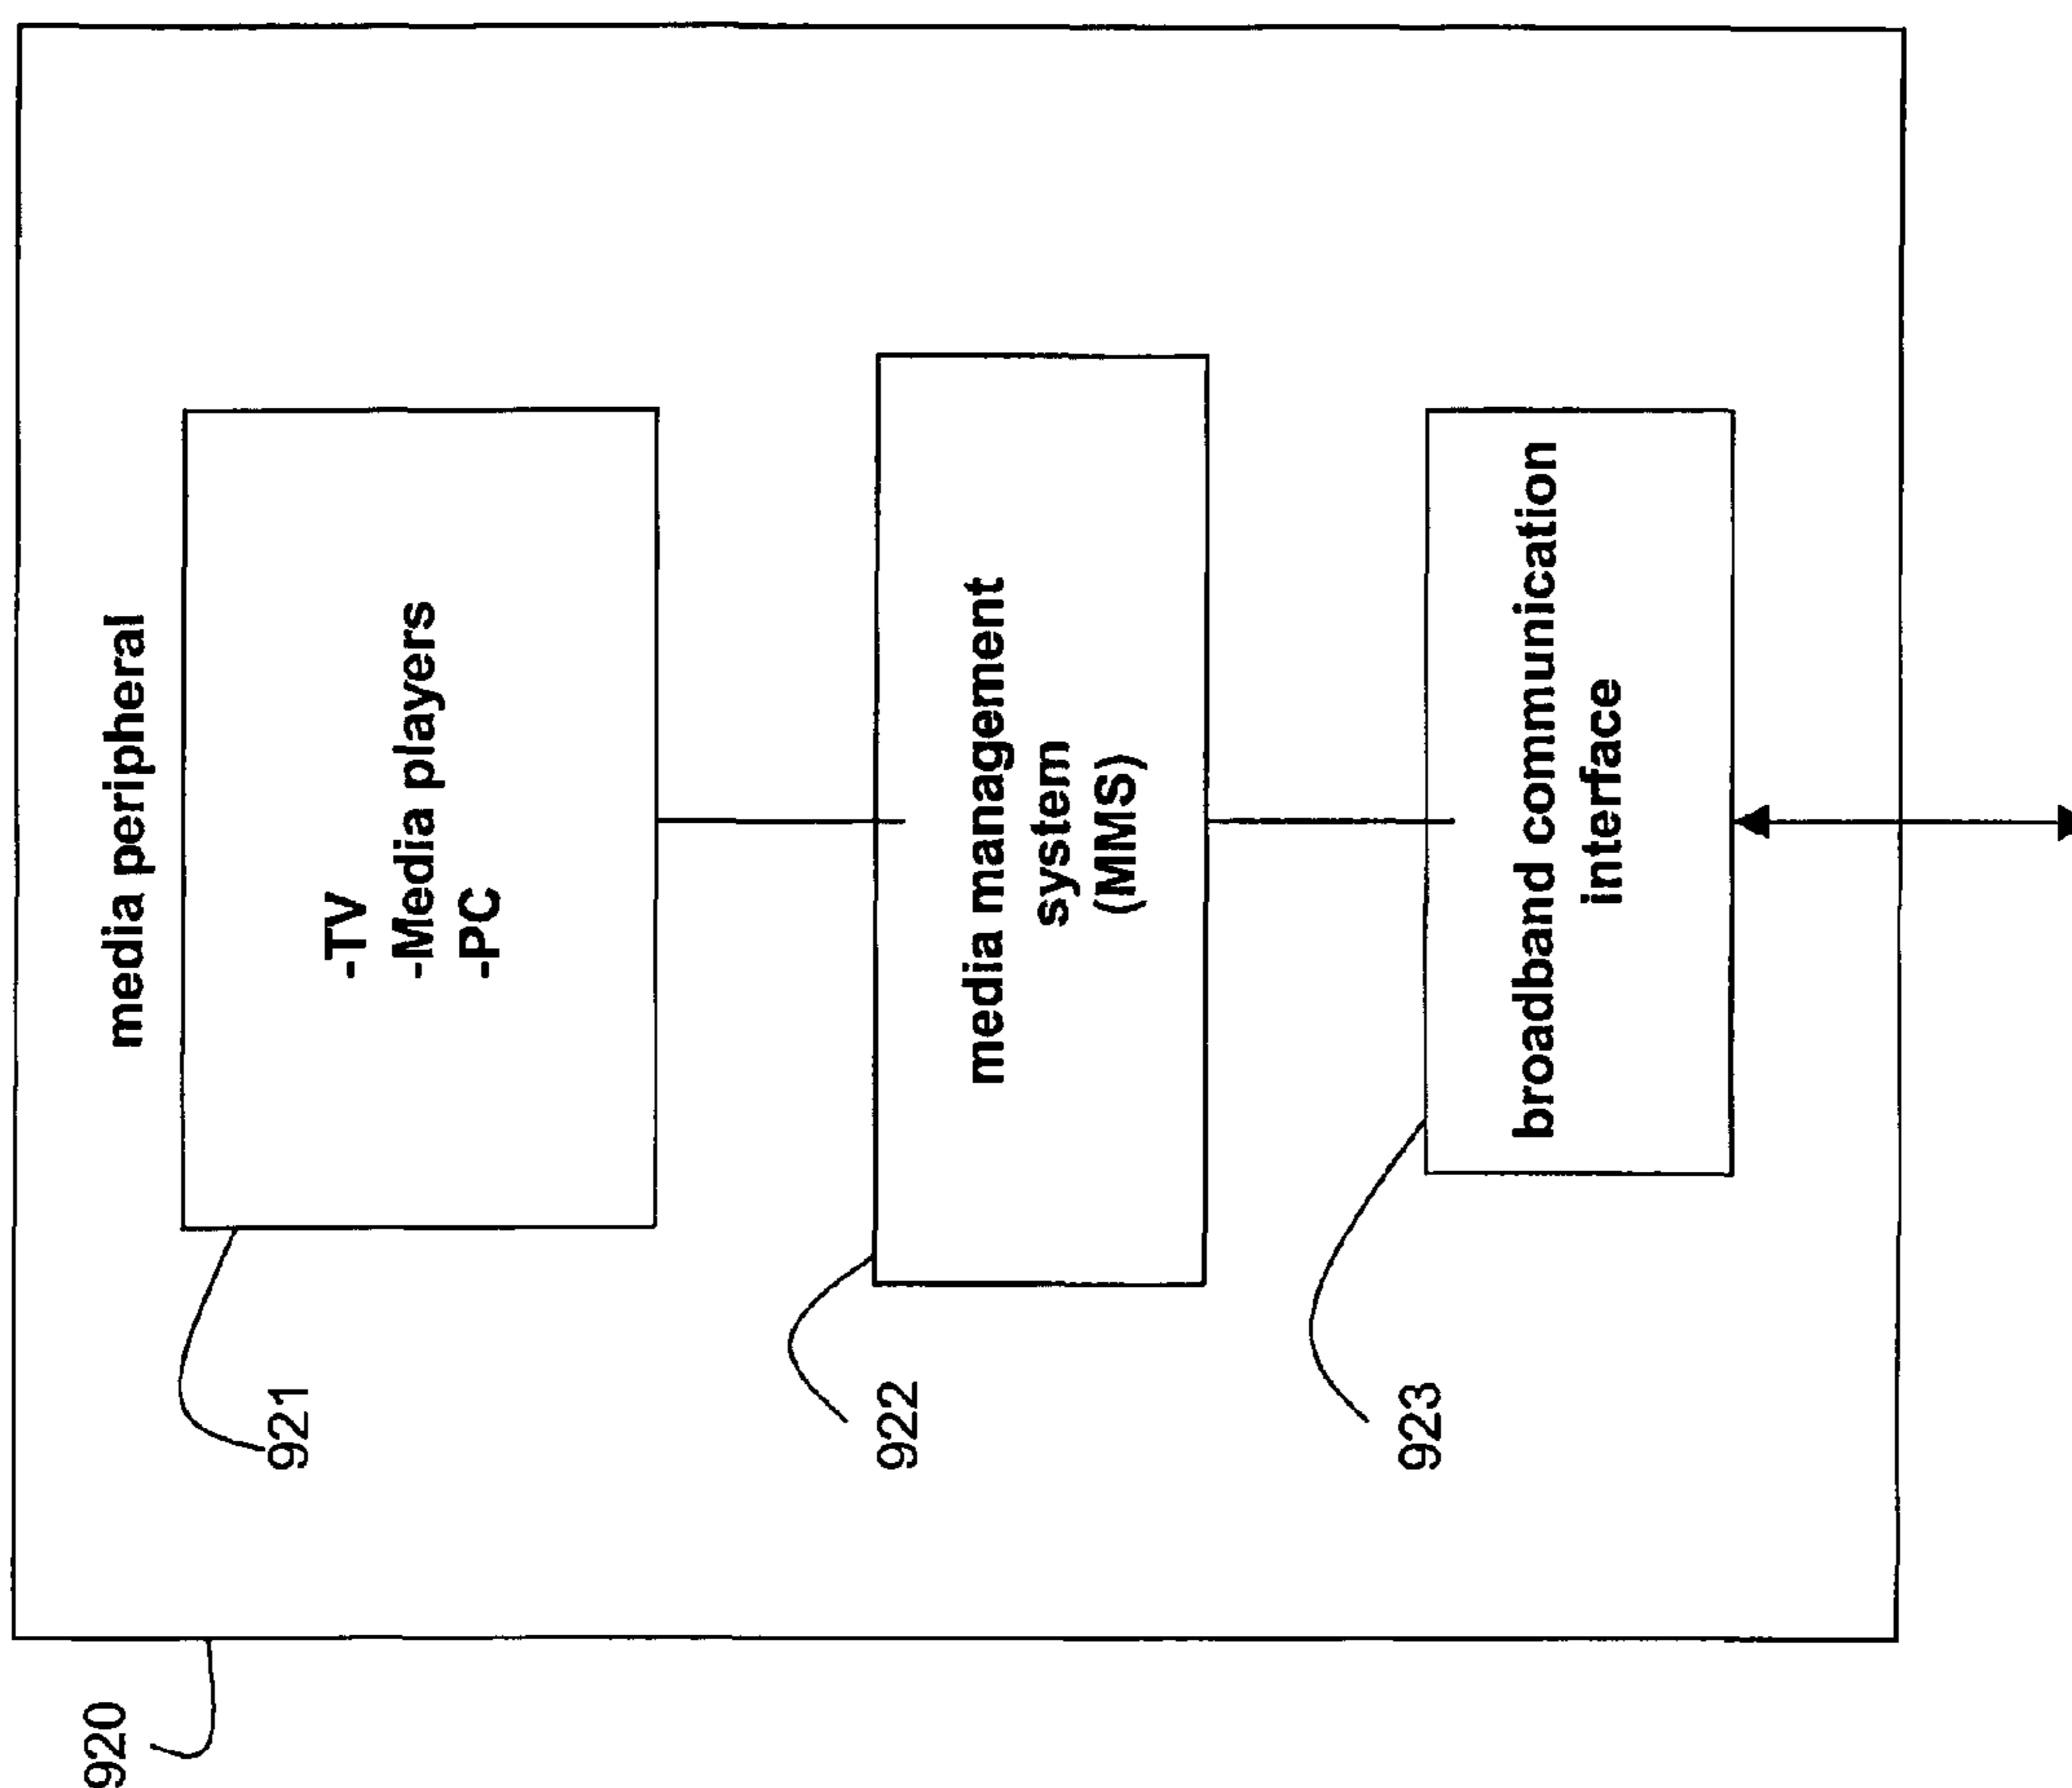 920
media peripheral
921
-TV
-Media players
-PC
922
media management
system
(MMS)
923
broadband communication
interface